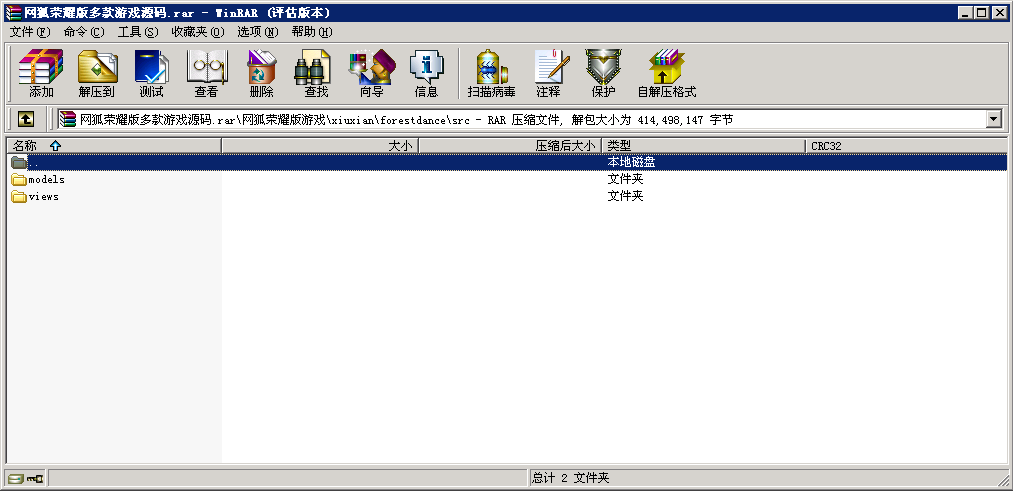 网狐荣耀版多款游戏源码.rar - WinRAR (评估版本)
文件(F) 命令(C) 工具(S) 收藏夹(O) 选项(N) 帮助(H)
添加 解压到 测试 查看 删除 查找 向导 信息 扫描病毒 注释 保护 自解压格式
网狐荣耀版多款游戏源码.rar\网狐荣耀版游戏\xiuxian\forestdance\src - RAR 压缩文件, 解包大小为 414,498,147 字节
名称 大小 压缩后大小 类型 CRC32
.. 本地磁盘
models 文件夹
views 文件夹
总计 2 文件夹